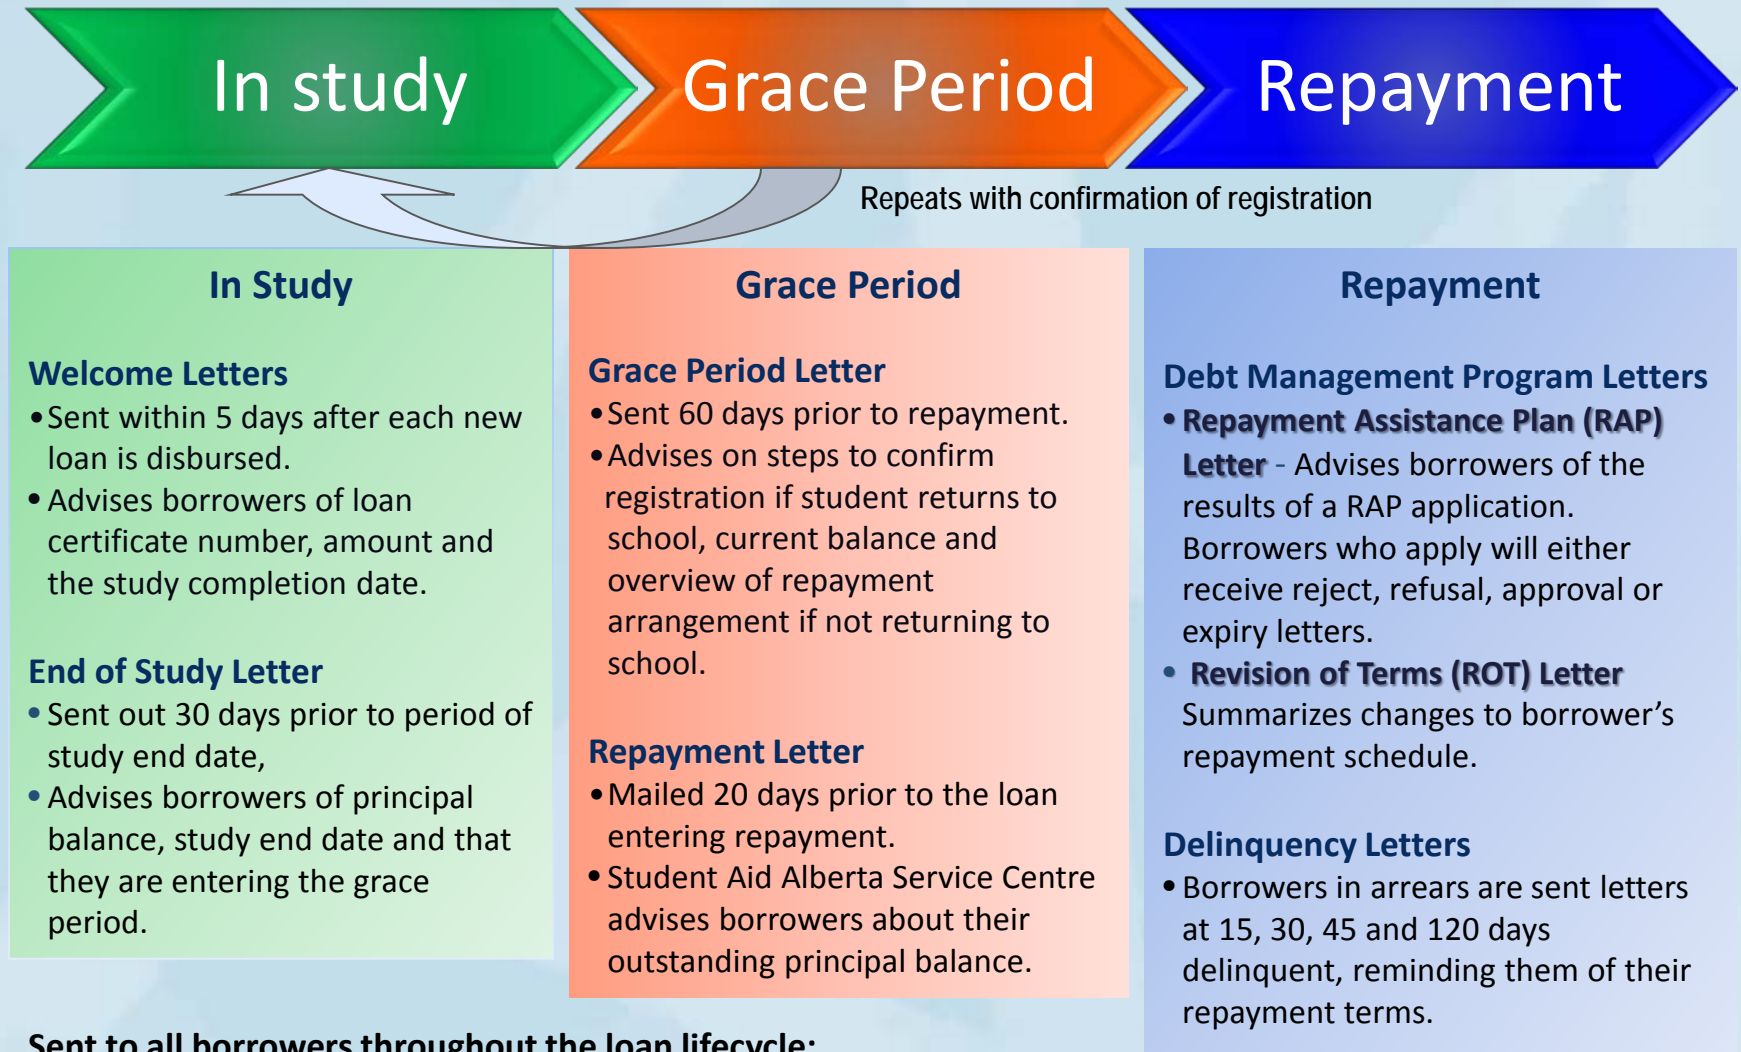 In study
Grace Period
Repayment
Repeats with confirmation of registration
In Study
Welcome Letters
•Sent within 5 days after each new
loan is disbursed.
• Advises borrowers of loan
certificate number, amount and
the study completion date.
End of Study Letter
• Sent out 30 days prior to period of
study end date,
• Advises borrowers of principal
balance, study end date and that
they are entering the grace
period.
Grace Period
Grace Period Letter
•Sent 60 days prior to repayment.
•Advises on steps to confirm
registration if student returns to
school, current balance and
overview of repayment
arrangement if not returning to
school.
Repayment Letter
•Mailed 20 days prior to the loan
entering repayment.
• Student Aid Alberta Service Centre
advises borrowers about their
outstanding principal balance.
Repayment
Debt Management Program Letters
• Repayment Assistance Plan (RAP)
Letter - Advises borrowers of the
results of a RAP application.
Borrowers who apply will either
receive reject, refusal, approval or
expiry letters.
• Revision of Terms (ROT) Letter
Summarizes changes to borrower’s
repayment schedule.
Delinquency Letters
• Borrowers in arrears are sent letters
at 15, 30, 45 and 120 days
delinquent, reminding them of their
repayment terms.
Sent to all borrowers throughout the loan lifecycle: